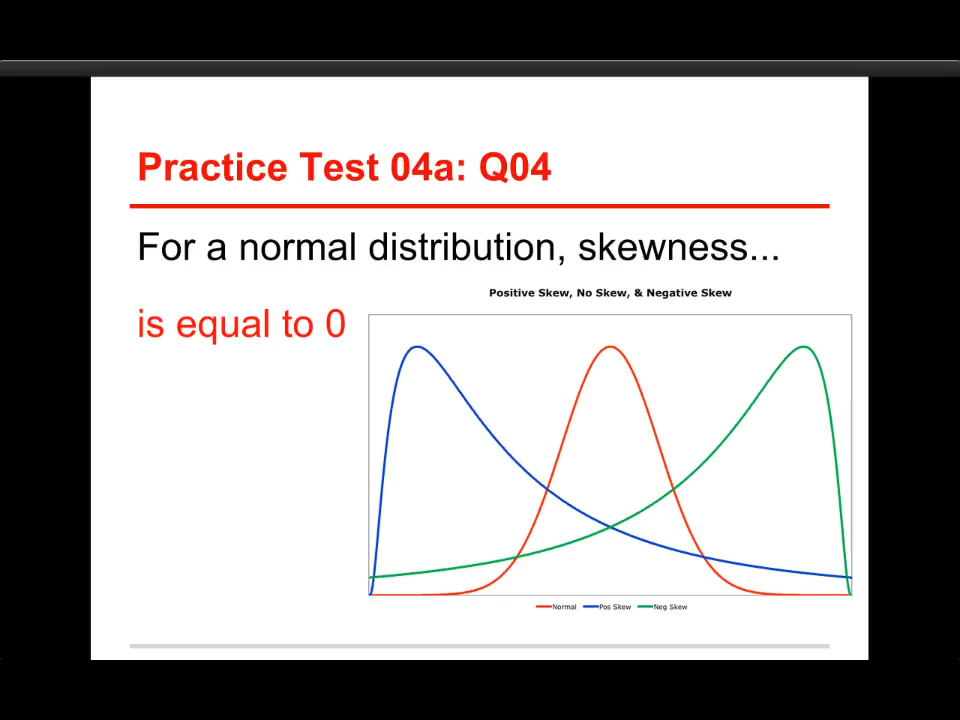 Practice Test 04a: Q04
For a normal distribution, skewness...
is equal to 0
Positive Skew, No Skew, & Negative Skew
Normal Pos Skew Neg Skew